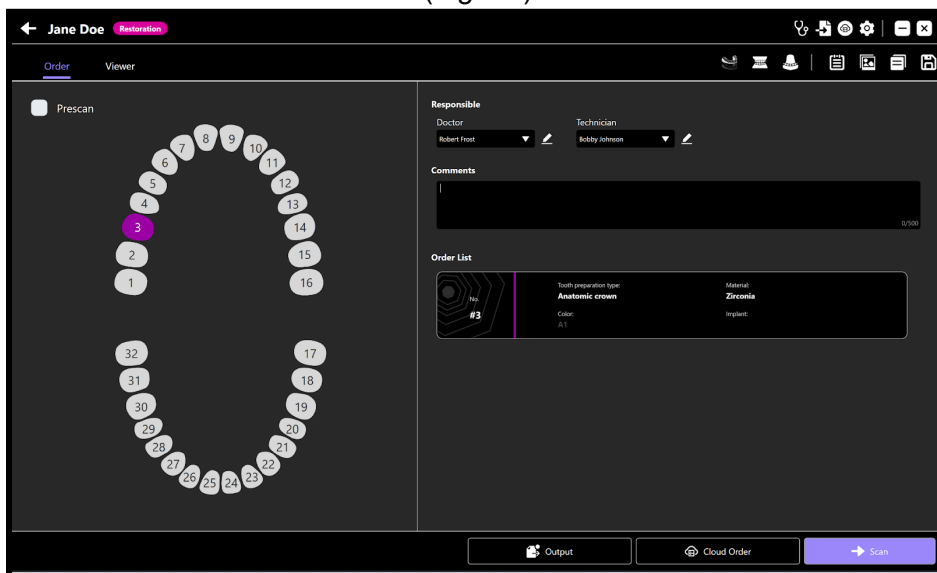 ← Jane Doe Restoration
Order Viewer
Prescan
1 2 3 4 5 6 7 8 9 10 11 12 13 14 15 16
32 31 30 29 28 27 26 25 24 23 22 21 20 19 18 17
Responsible
Doctor Technician
Robert Frost Bobby Johnson
Comments
0/500
Order List
No.
#3
Tooth preparation type: Material:
Anatomic crown Zirconia
Color: Implant:
A1
Output Cloud Order Scan